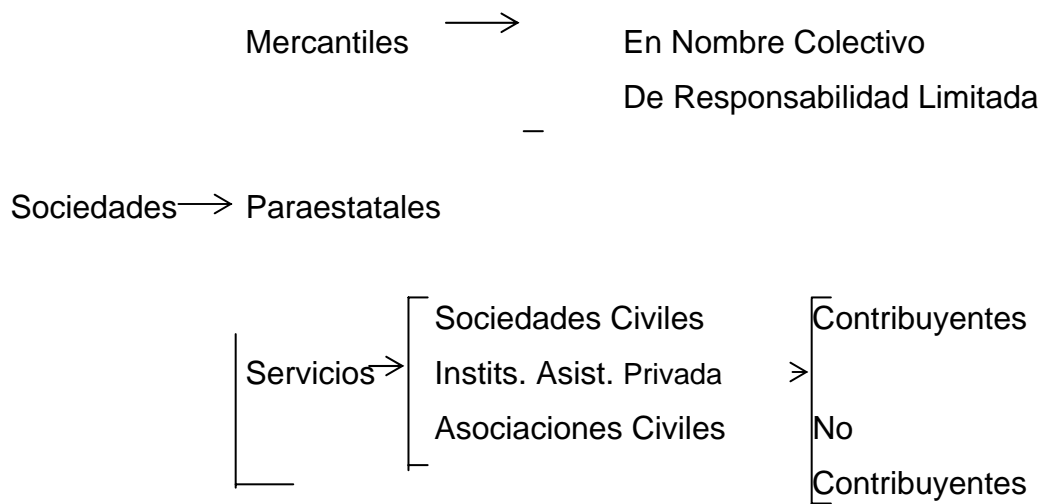 Mercantiles En Nombre Colectivo
De Responsabilidad Limitada
Sociedades Paraestatales
Sociedades Civiles Contribuyentes
Servicios Instits. Asist. Privada
Asociaciones Civiles No
Contribuyentes